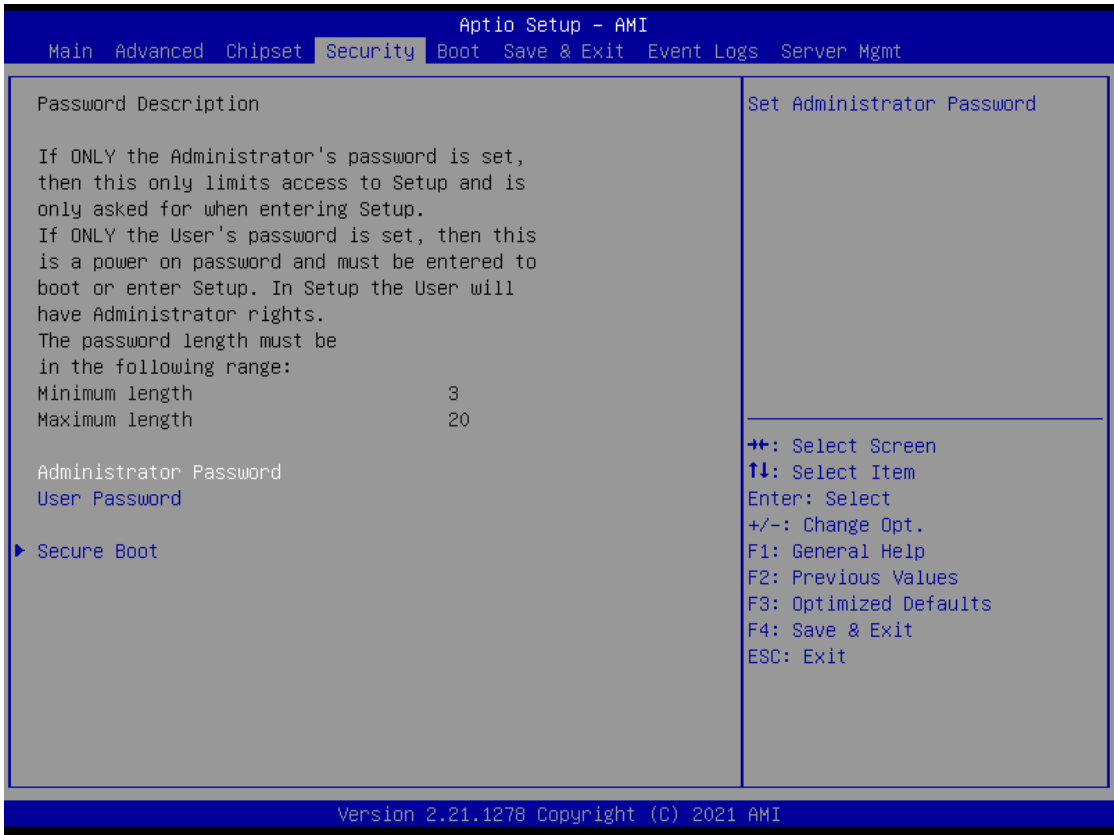 Aptio Setup – AMI
Main Advanced Chipset Security Boot Save & Exit Event Logs Server Mgmt
Password Description
If ONLY the Administrator's password is set,
then this only limits access to Setup and is
only asked for when entering Setup.
If ONLY the User's password is set, then this
is a power on password and must be entered to
boot or enter Setup. In Setup the User will
have Administrator rights.
The password length must be
in the following range:
Minimum length 3
Maximum length 20
Administrator Password
User Password
Secure Boot
Set Administrator Password
→←: Select Screen
↑↓: Select Item
Enter: Select
+/-: Change Opt.
F1: General Help
F2: Previous Values
F3: Optimized Defaults
F4: Save & Exit
ESC: Exit
Version 2.21.1278 Copyright (C) 2021 AMI